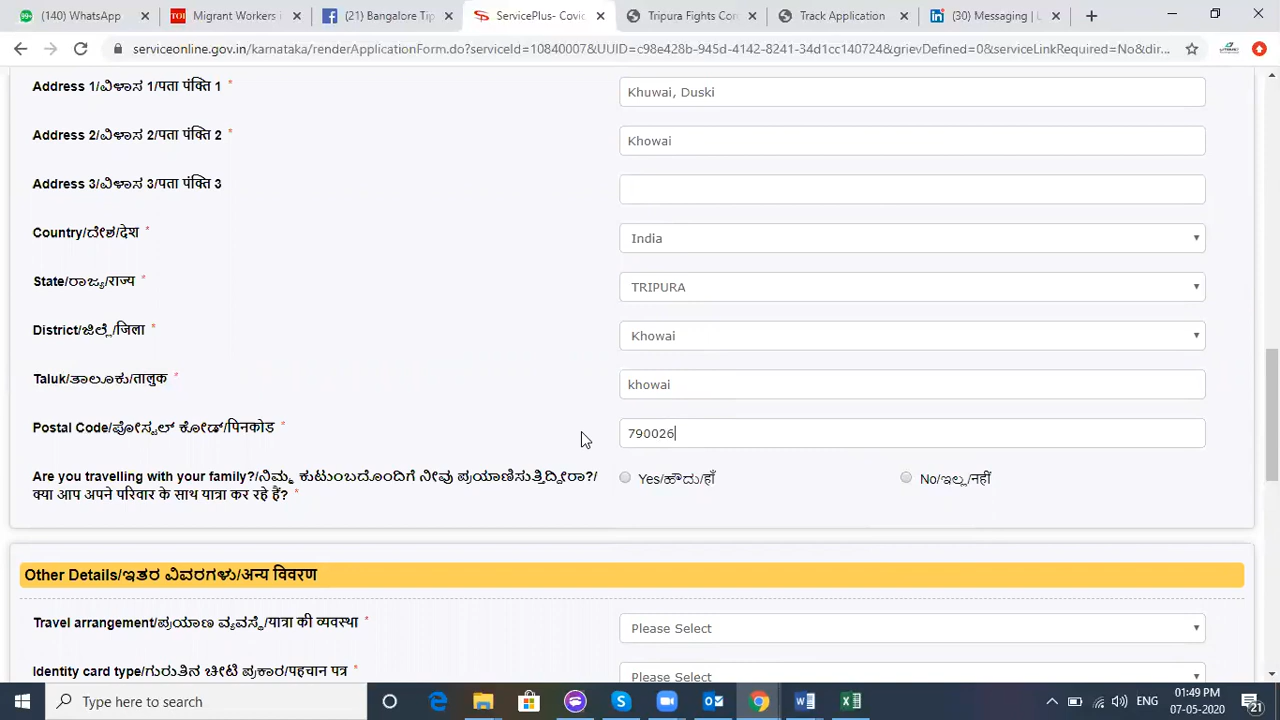 (140) WhatsApp
Migrant Workers i
(21) Bangalore Tip
ServicePlus- Covi
Tripura Fights C
Track Application
(30) Messaging | L
serviceonline.gov.in/karnataka/renderApplicationForm.do?serviceId=10840007&UUID=c98e428b-945d-4142-8241-34d1cc140724&grievDefined=0&serviceLinkRequired=No&dir...
Address 1/ವಿಳಾಸ 1/पता पंक्ति 1 *
Khuwai, Duski
Address 2/ವಿಳಾಸ 2/पता पंक्ति 2 *
Khowai
Address 3/ವಿಳಾಸ 3/पता पंक्ति 3
Country/ದೇಶ/देश *
India
State/ರಾಜ್ಯ/राज्य *
TRIPURA
District/ಜಿಲ್ಲೆ/जिला *
Khowai
Taluk/ತಾಲೂಕು/तालुक *
khowai
Postal Code/ಪೋಸ್ಟಲ್ ಕೋಡ್/पिनकोड *
790026
Are you travelling with your family?/ನಿಮ್ಮ ಕುಟುಂಬದೊಂದಿಗೆ ನೀವು ಪ್ರಯಾಣಿಸುತ್ತಿದ್ದೀರಾ?/
क्या आप अपने परिवार के साथ यात्रा कर रहे हैं? *
Yes/ಹೌದು/हाँ
No/ಇಲ್ಲ/नहीं
Other Details/ಇತರ ವಿವರಗಳು/अन्य विवरण
Travel arrangement/ಪ್ರಯಾಣ ವ್ಯವಸ್ಥೆ/यात्रा की व्यवस्था *
Please Select
Identity card type/ಗುರುತಿನ ಚೀಟಿ ಪ್ರಕಾರ/पहचान पत्र *
Please Select
Type here to search
ENG
01:49 PM
07-05-2020
21